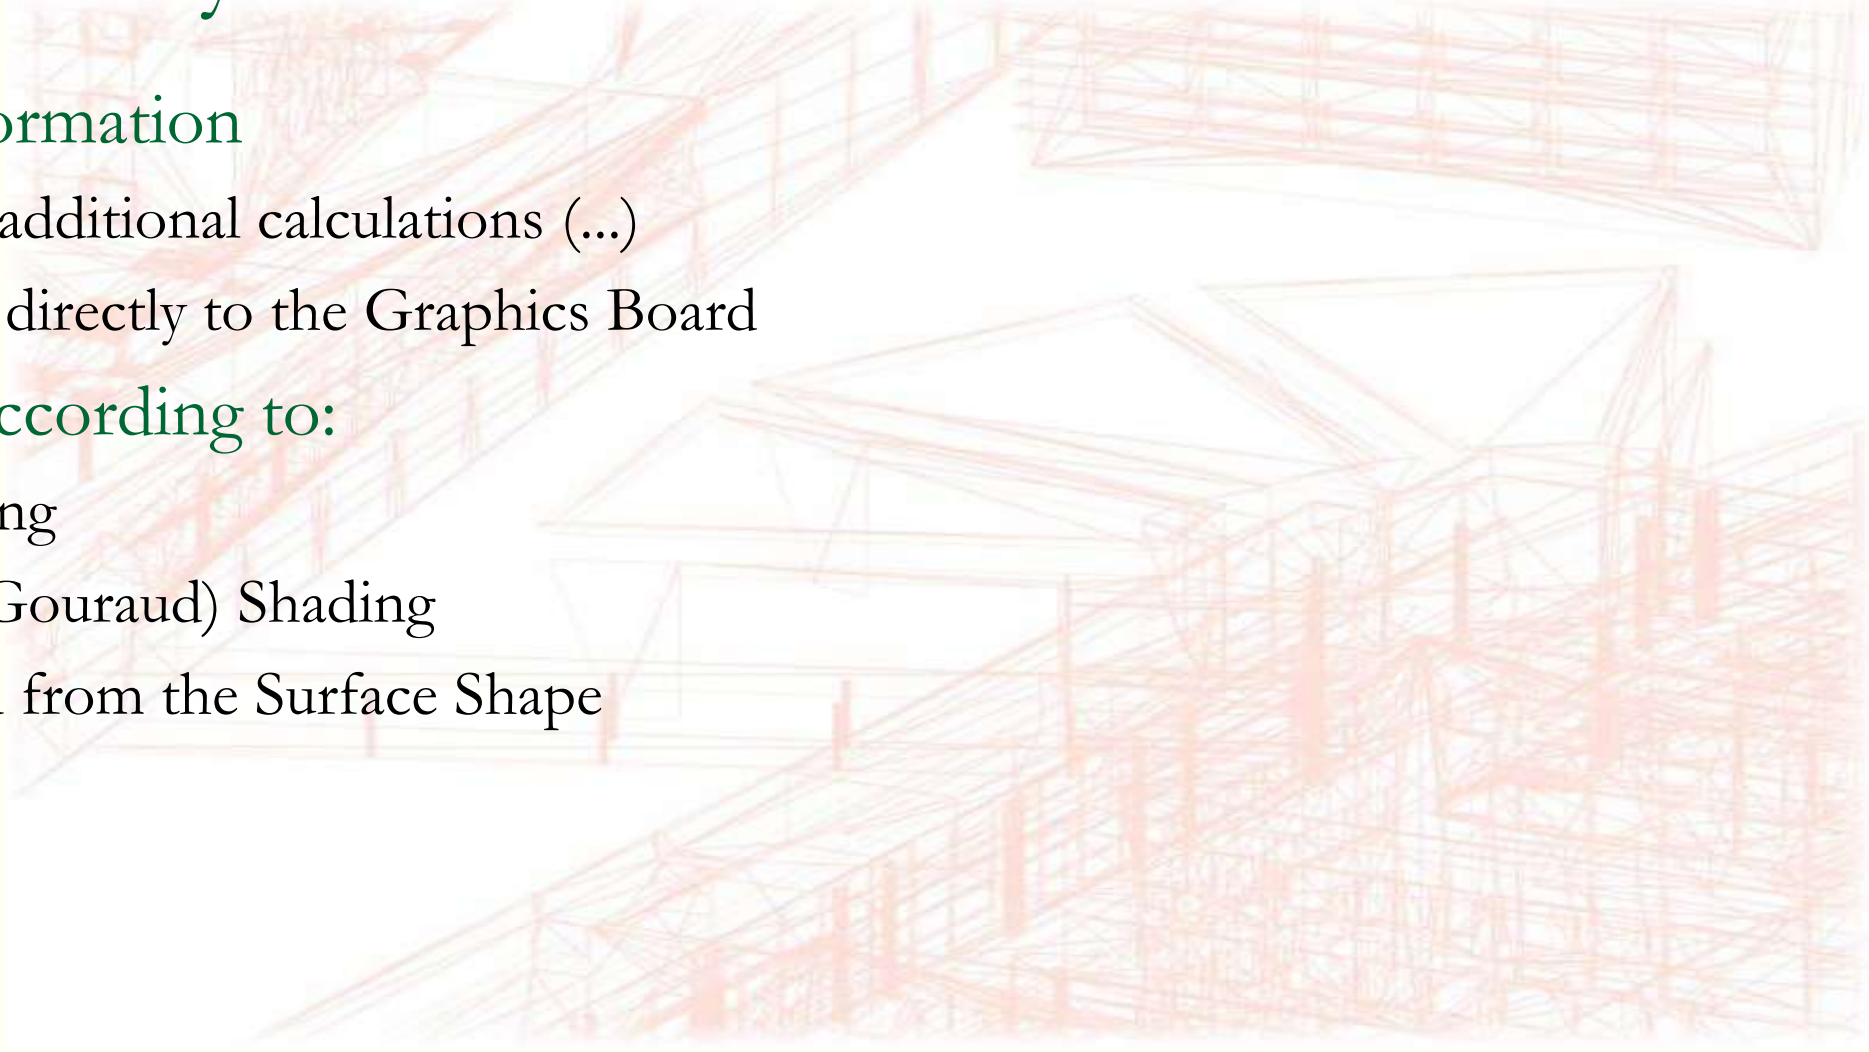 ormation
additional calculations (...)
directly to the Graphics Board
ccording to:
ng
Gouraud) Shading
from the Surface Shape